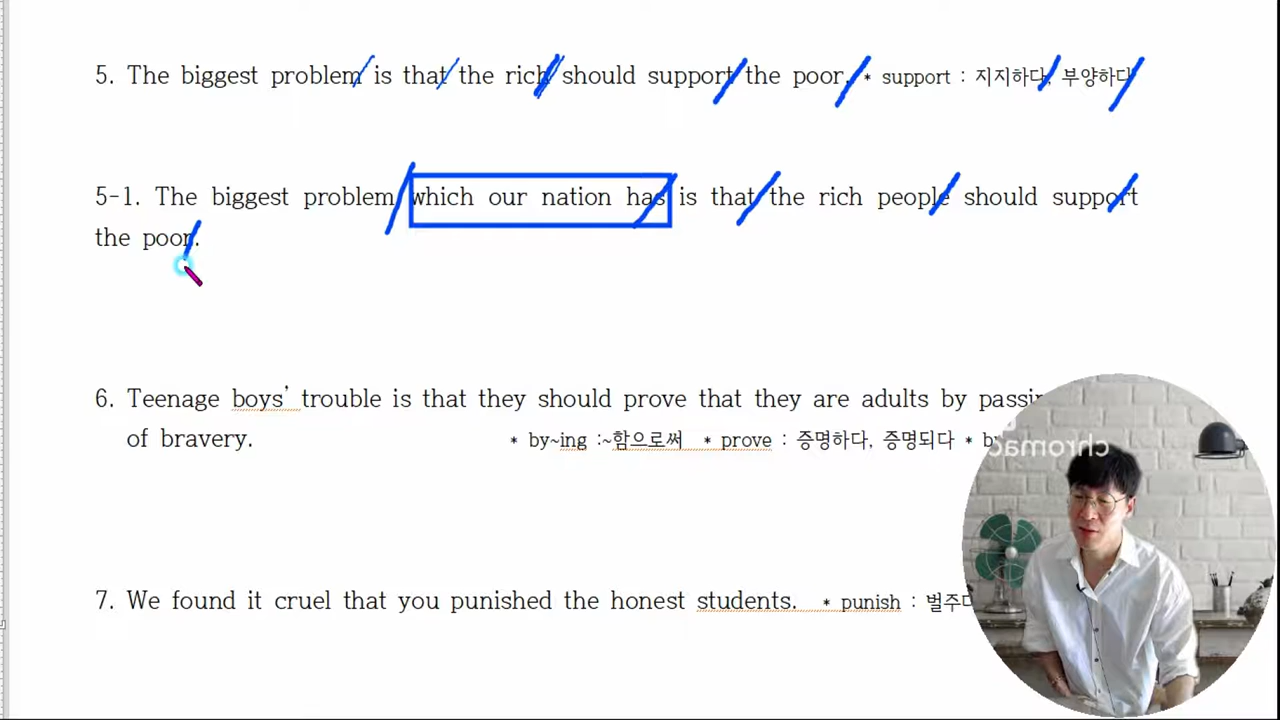 5. The biggest problem is that the rich should support the poor. * support : 지지하다, 부양하다
5-1. The biggest problem which our nation has is that the rich people should support
the poor.
6. Teenage boys' trouble is that they should prove that they are adults by
of bravery. * by~ing :~함으로써 * prove : 증명하다, 증명되다 *
chromac
7. We found it cruel that you punished the honest students. * punish :